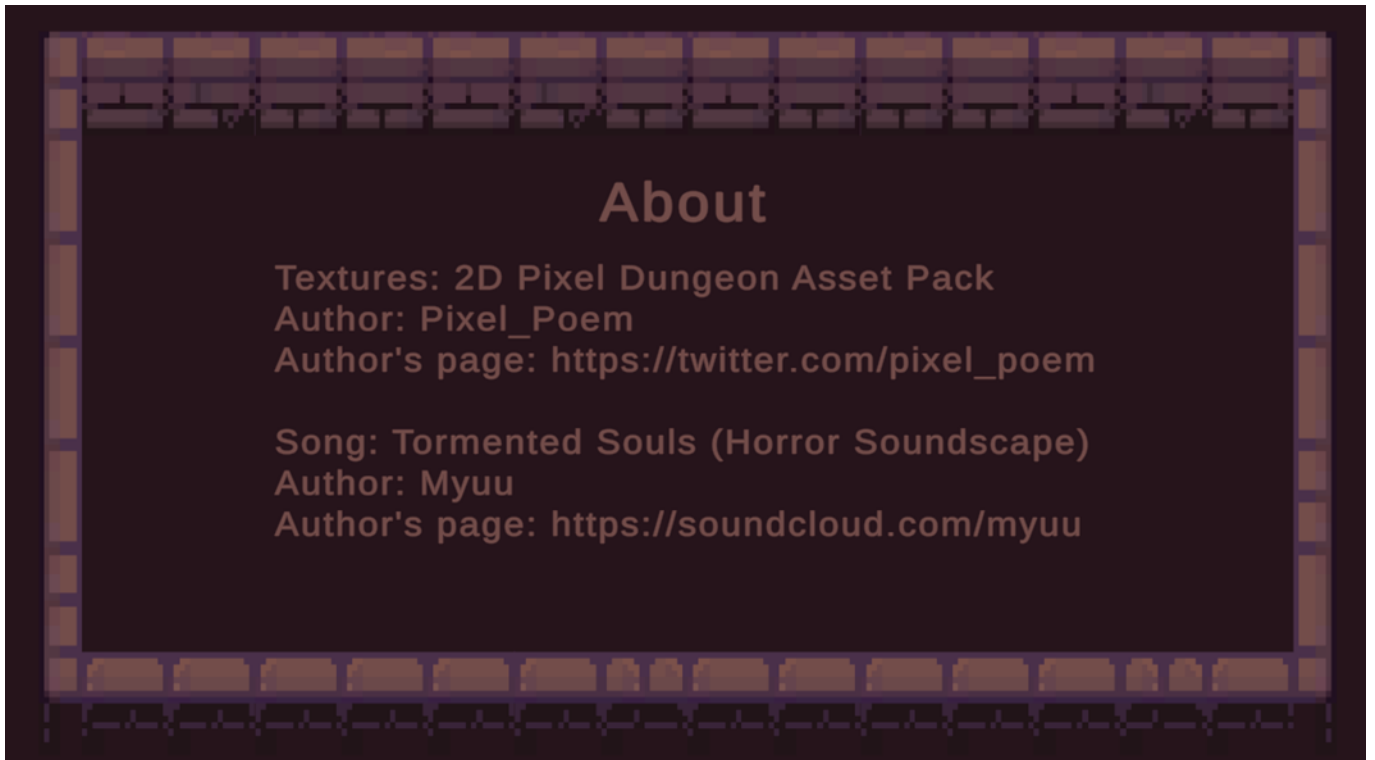 About
Textures: 2D Pixel Dungeon Asset Pack
Author: Pixel_Poem
Author's page: https://twitter.com/pixel_poem
Song: Tormented Souls (Horror Soundscape)
Author: Myuu
Author's page: https://soundcloud.com/myuu